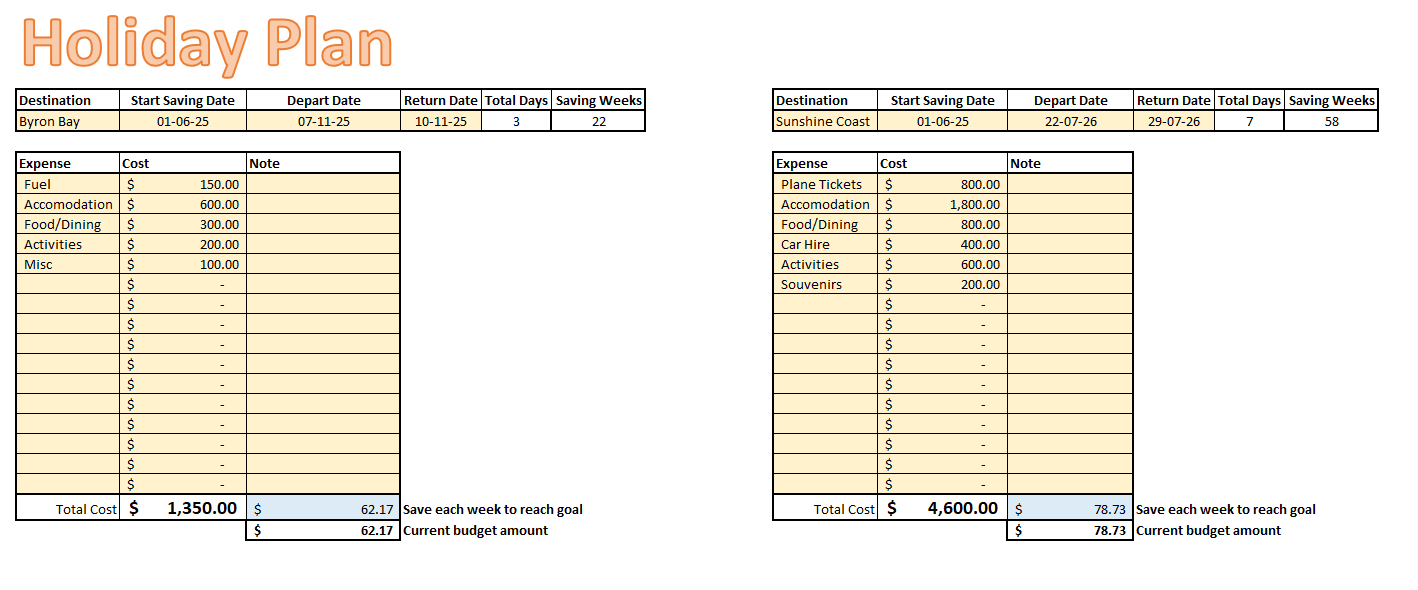 Holiday Plan
Destination Start Saving Date Depart Date Return Date Total Days Saving Weeks
Byron Bay 01-06-25 07-11-25 10-11-25 3 22
Expense Cost Note
Fuel $ 150.00
Accomodation $ 600.00
Food/Dining $ 300.00
Activities $ 200.00
Misc $ 100.00
$ -
$ -
$ -
$ -
$ -
$ -
$ -
$ -
$ -
$ -
$ -
Total Cost $ 1,350.00 $ 62.17 Save each week to reach goal
$ 62.17 Current budget amount
Destination Start Saving Date Depart Date Return Date Total Days Saving Weeks
Sunshine Coast 01-06-25 22-07-26 29-07-26 7 58
Expense Cost Note
Plane Tickets $ 800.00
Accomodation $ 1,800.00
Food/Dining $ 800.00
Car Hire $ 400.00
Activities $ 600.00
Souvenirs $ 200.00
$ -
$ -
$ -
$ -
$ -
$ -
$ -
$ -
$ -
$ -
Total Cost $ 4,600.00 $ 78.73 Save each week to reach goal
$ 78.73 Current budget amount